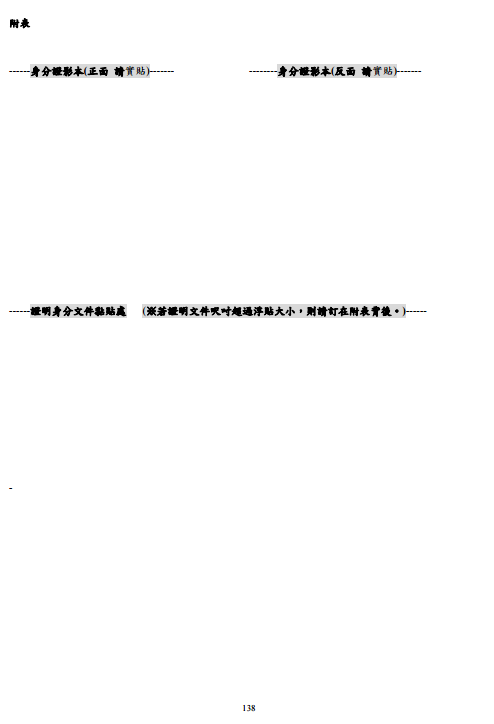 附表
------身分證影本(正面 請實貼)------- --------身分證影本(反面 請實貼)-------
------證明身分文件黏貼處 (※若證明文件呎吋超過浮貼大小，則請訂在附表背後。)------
-
138